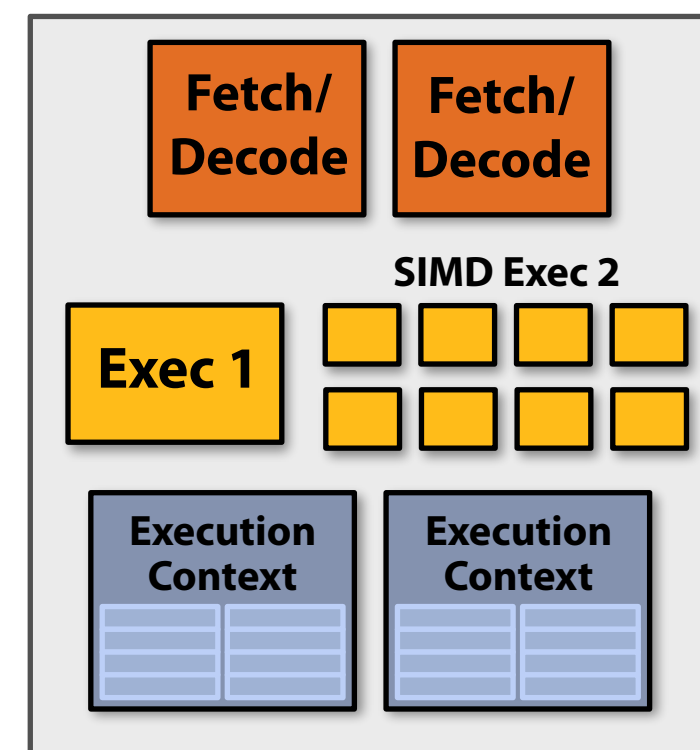 Fetch/
Decode
Fetch/
Decode
SIMD Exec 2
Exec 1
Execution
Context
Execution
Context